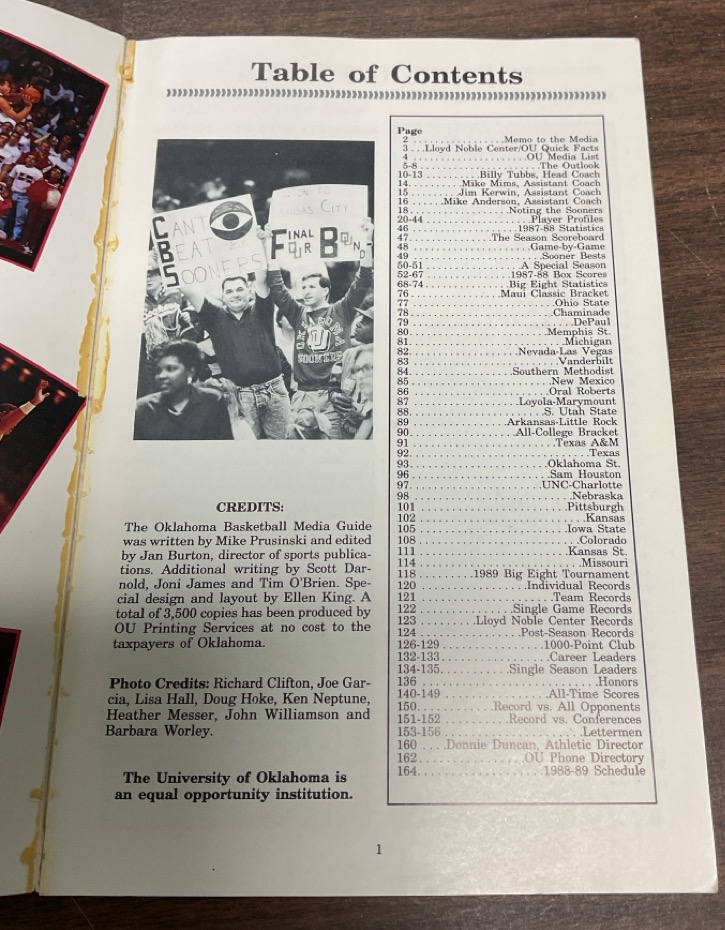 Table of Contents
CBS
CANT
BEAT
SOONERS
CITY
FINAL
FOUR BOUND
OKLAHOMA
OU
SOONERS
CREDITS:
The Oklahoma Basketball Media Guide
was written by Mike Prusinski and edited
by Jan Burton, director of sports publica-
tions. Additional writing by Scott Dar-
nold, Joni James and Tim O'Brien. Spe-
cial design and layout by Ellen King. A
total of 3,500 copies has been produced by
OU Printing Services at no cost to the
taxpayers of Oklahoma.
Photo Credits: Richard Clifton, Joe Gar-
cia, Lisa Hall, Doug Hoke, Ken Neptune,
Heather Messer, John Williamson and
Barbara Worley.
The University of Oklahoma is
an equal opportunity institution.
Page
2 Memo to the Media
3 Lloyd Noble Center/OU Quick Facts
4 OU Media List
5-8 The Outlook
10-13 Billy Tubbs, Head Coach
14 Mike Mims, Assistant Coach
15 Jim Kerwin, Assistant Coach
16 Mike Anderson, Assistant Coach
18 Noting the Sooners
20-44 Player Profiles
46 1987-88 Statistics
47 The Season Scoreboard
48 Game-by-Game
49 Sooner Bests
50-51 A Special Season
52-67 1987-88 Box Scores
68-74 Big Eight Statistics
76 Maui Classic Bracket
77 Ohio State
78 Chaminade
79 DePaul
80 Memphis St.
81 Michigan
82 Nevada-Las Vegas
83 Vanderbilt
84 Southern Methodist
85 New Mexico
86 Oral Roberts
87 Loyola-Marymount
88 S. Utah State
89 Arkansas-Little Rock
90 All-College Bracket
91 Texas A&M
92 Texas
93 Oklahoma St.
96 Sam Houston
97 UNC-Charlotte
98 Nebraska
101 Pittsburgh
102 Kansas
105 Iowa State
108 Colorado
111 Kansas St.
114 Missouri
118 1989 Big Eight Tournament
120 Individual Records
121 Team Records
122 Single Game Records
123 Lloyd Noble Center Records
124 Post-Season Records
126-129 1000-Point Club
132-133 Career Leaders
134-135 Single Season Leaders
136 Honors
140-149 All-Time Scores
150 Record vs. All Opponents
151-152 Record vs. Conferences
153-156 Lettermen
160 Donnie Duncan, Athletic Director
162 OU Phone Directory
164 1988-89 Schedule
1